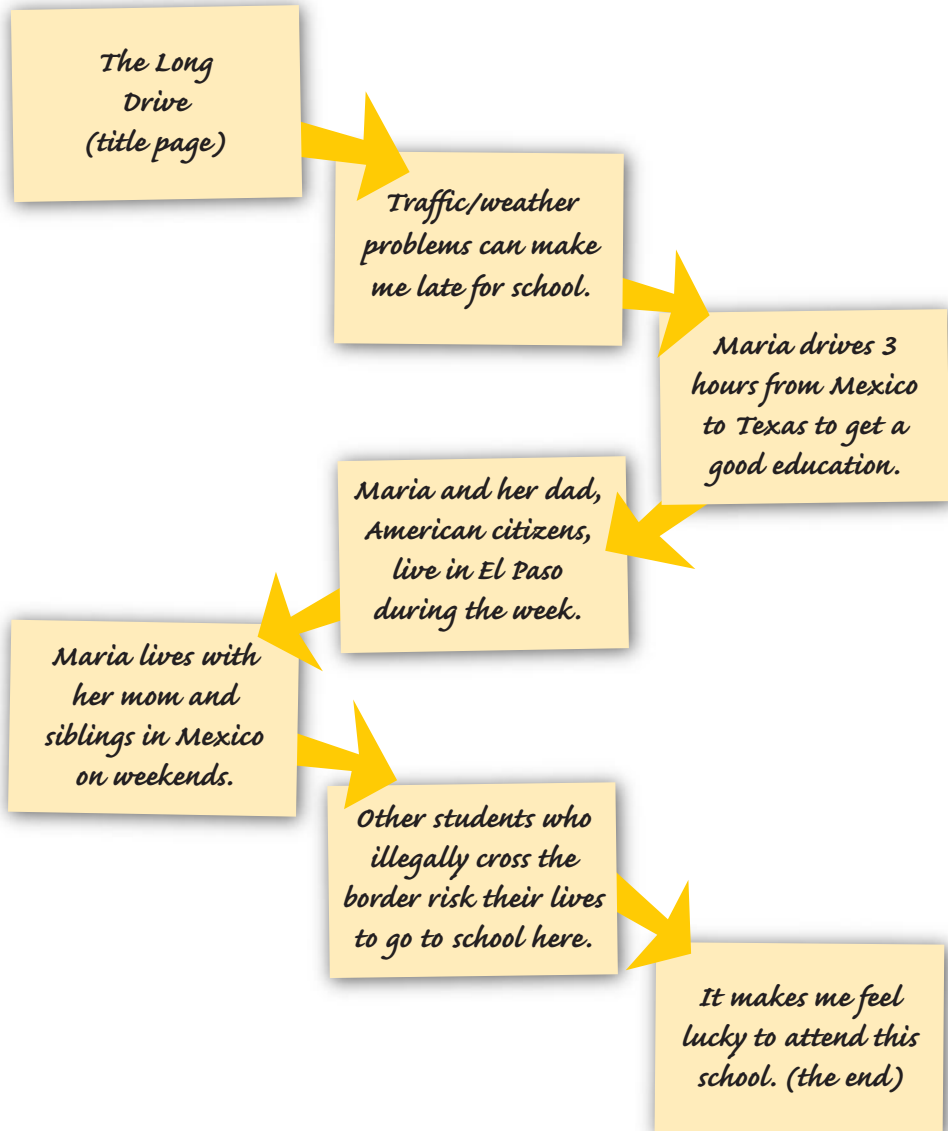 The Long
Drive
(title page)
Traffic/weather
problems can make
me late for school.
Maria drives 3
hours from Mexico
to Texas to get a
good education.
Maria and her dad,
American citizens,
live in El Paso
during the week.
Maria lives with
her mom and
siblings in Mexico
on weekends.
Other students who
illegally cross the
border risk their lives
to go to school here.
It makes me feel
lucky to attend this
school. (the end)